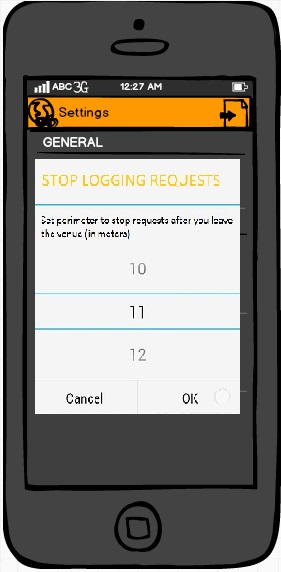 ABC 3G 12:27 AM
Settings
GENERAL
STOP LOGGING REQUESTS
Set perimeter to stop requests after you leave
the venue (in meters)
10
11
12
Cancel OK